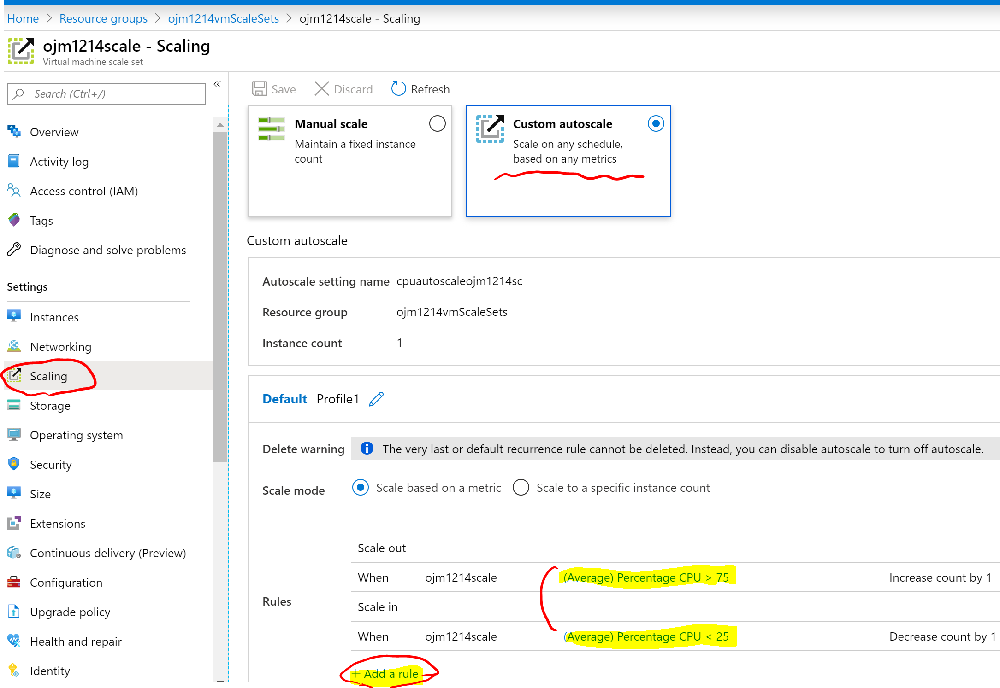 Home > Resource groups > ojm1214vmScaleSets > ojm1214scale - Scaling
ojm1214scale - Scaling
Virtual machine scale set
Search (Ctrl+/)
«
Overview
Activity log
Access control (IAM)
Tags
Diagnose and solve problems
Settings
Instances
Networking
Scaling
Storage
Operating system
Security
Size
Extensions
Continuous delivery (Preview)
Configuration
Upgrade policy
Health and repair
Identity
Save Discard Refresh
Manual scale
Maintain a fixed instance
count
Custom autoscale
Scale on any schedule,
based on any metrics
Custom autoscale
Autoscale setting name cpuautoscaleojm1214sc
Resource group ojm1214vmScaleSets
Instance count 1
Default Profile1
Delete warning The very last or default recurrence rule cannot be deleted. Instead, you can disable autoscale to turn off autoscale.
Scale mode Scale based on a metric Scale to a specific instance count
Rules
Scale out
When ojm1214scale (Average) Percentage CPU > 75 Increase count by 1
Scale in
When ojm1214scale (Average) Percentage CPU < 25 Decrease count by 1
+ Add a rule